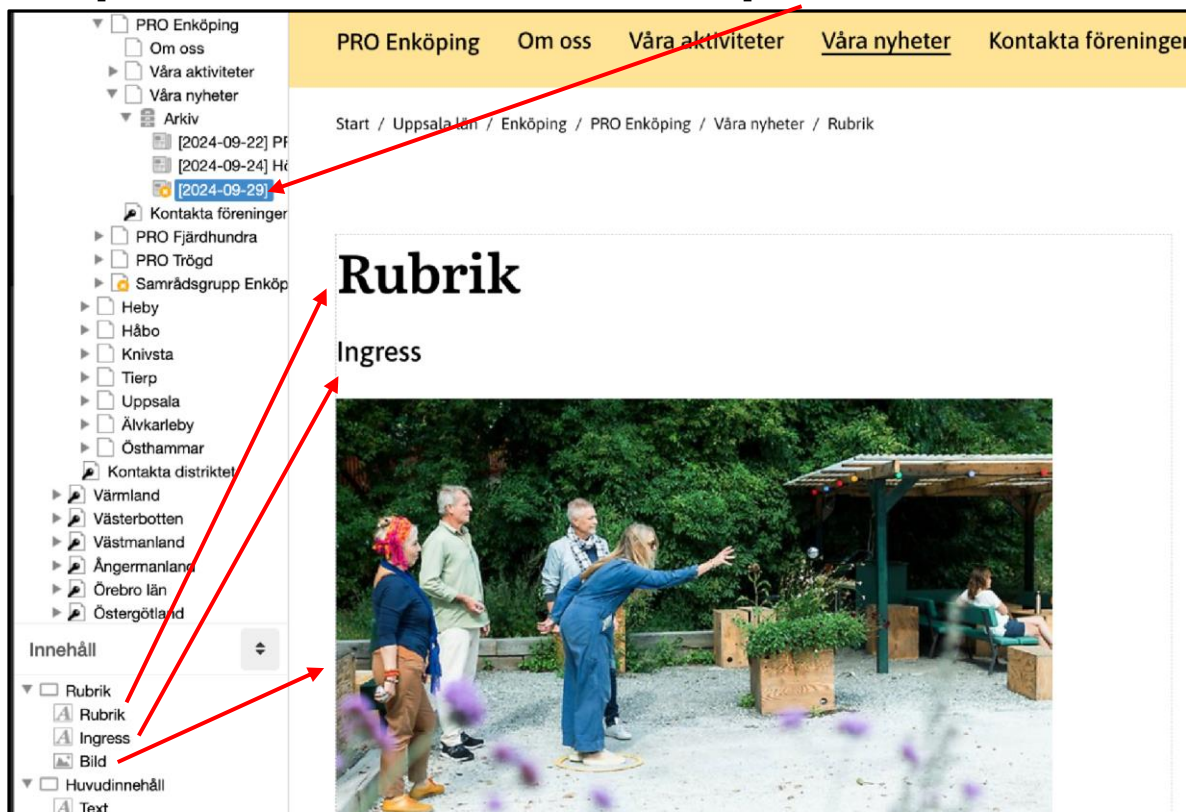 PRO Enköping
Om oss
Våra aktiviteter
Våra nyheter
Arkiv
[2024-09-22] PF
[2024-09-24] Hö
[2024-09-29]
Kontakta föreninger
PRO Fjärdhundra
PRO Trögd
Samrådsgrupp Enköp
Heby
Håbo
Knivsta
Tierp
Uppsala
Älvkarleby
Östhammar
Kontakta distriktet
Värmland
Västerbotten
Västmanland
Ångermanland
Örebro län
Östergötland
Innehåll
Rubrik
Rubrik
Ingress
Bild
Huvudinnehåll
Text
PRO Enköping Om oss Våra aktiviteter Våra nyheter Kontakta föreninger
Start / Uppsala län / Enköping / PRO Enköping / Våra nyheter / Rubrik
Rubrik
Ingress